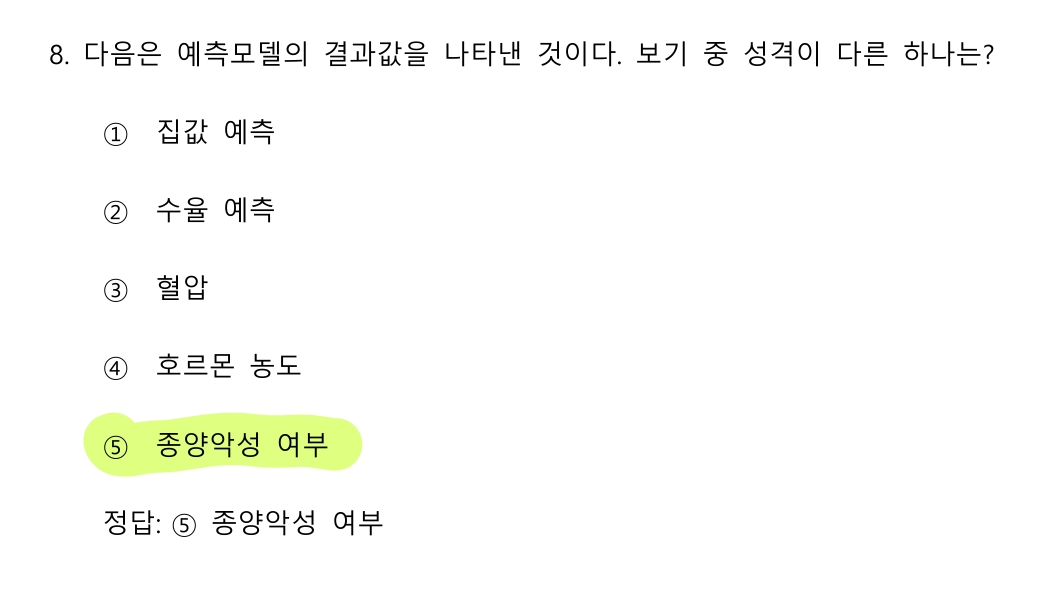 8. 다음은 예측모델의 결과값을 나타낸 것이다. 보기 중 성격이 다른 하나는?
① 집값 예측
② 수율 예측
③ 혈압
④ 호르몬 농도
⑤ 종양악성 여부
정답: ⑤ 종양악성 여부